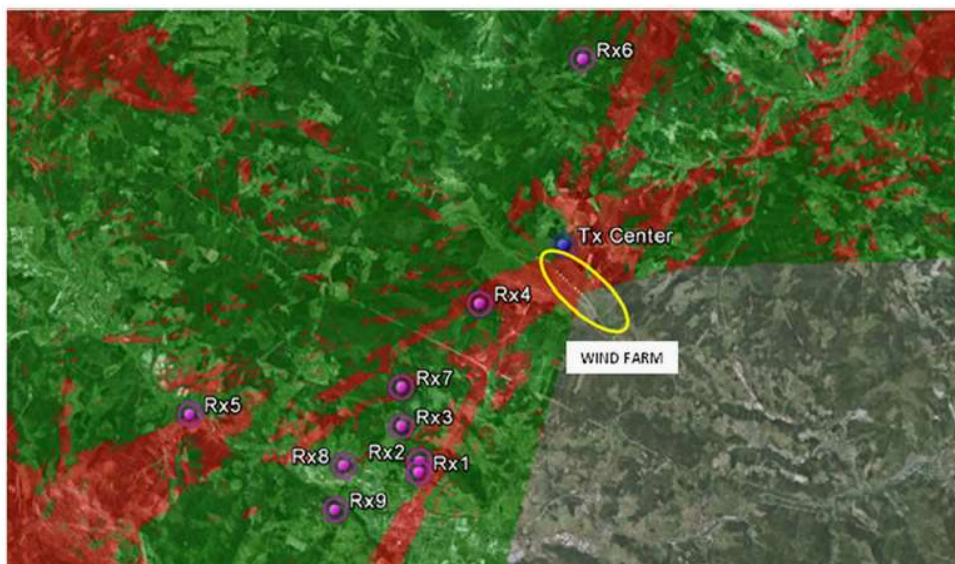 Rx6
Tx Center
Rx4
WIND FARM
Rx7
Rx5
Rx3
Rx2
Rx8
Rx1
Rx9